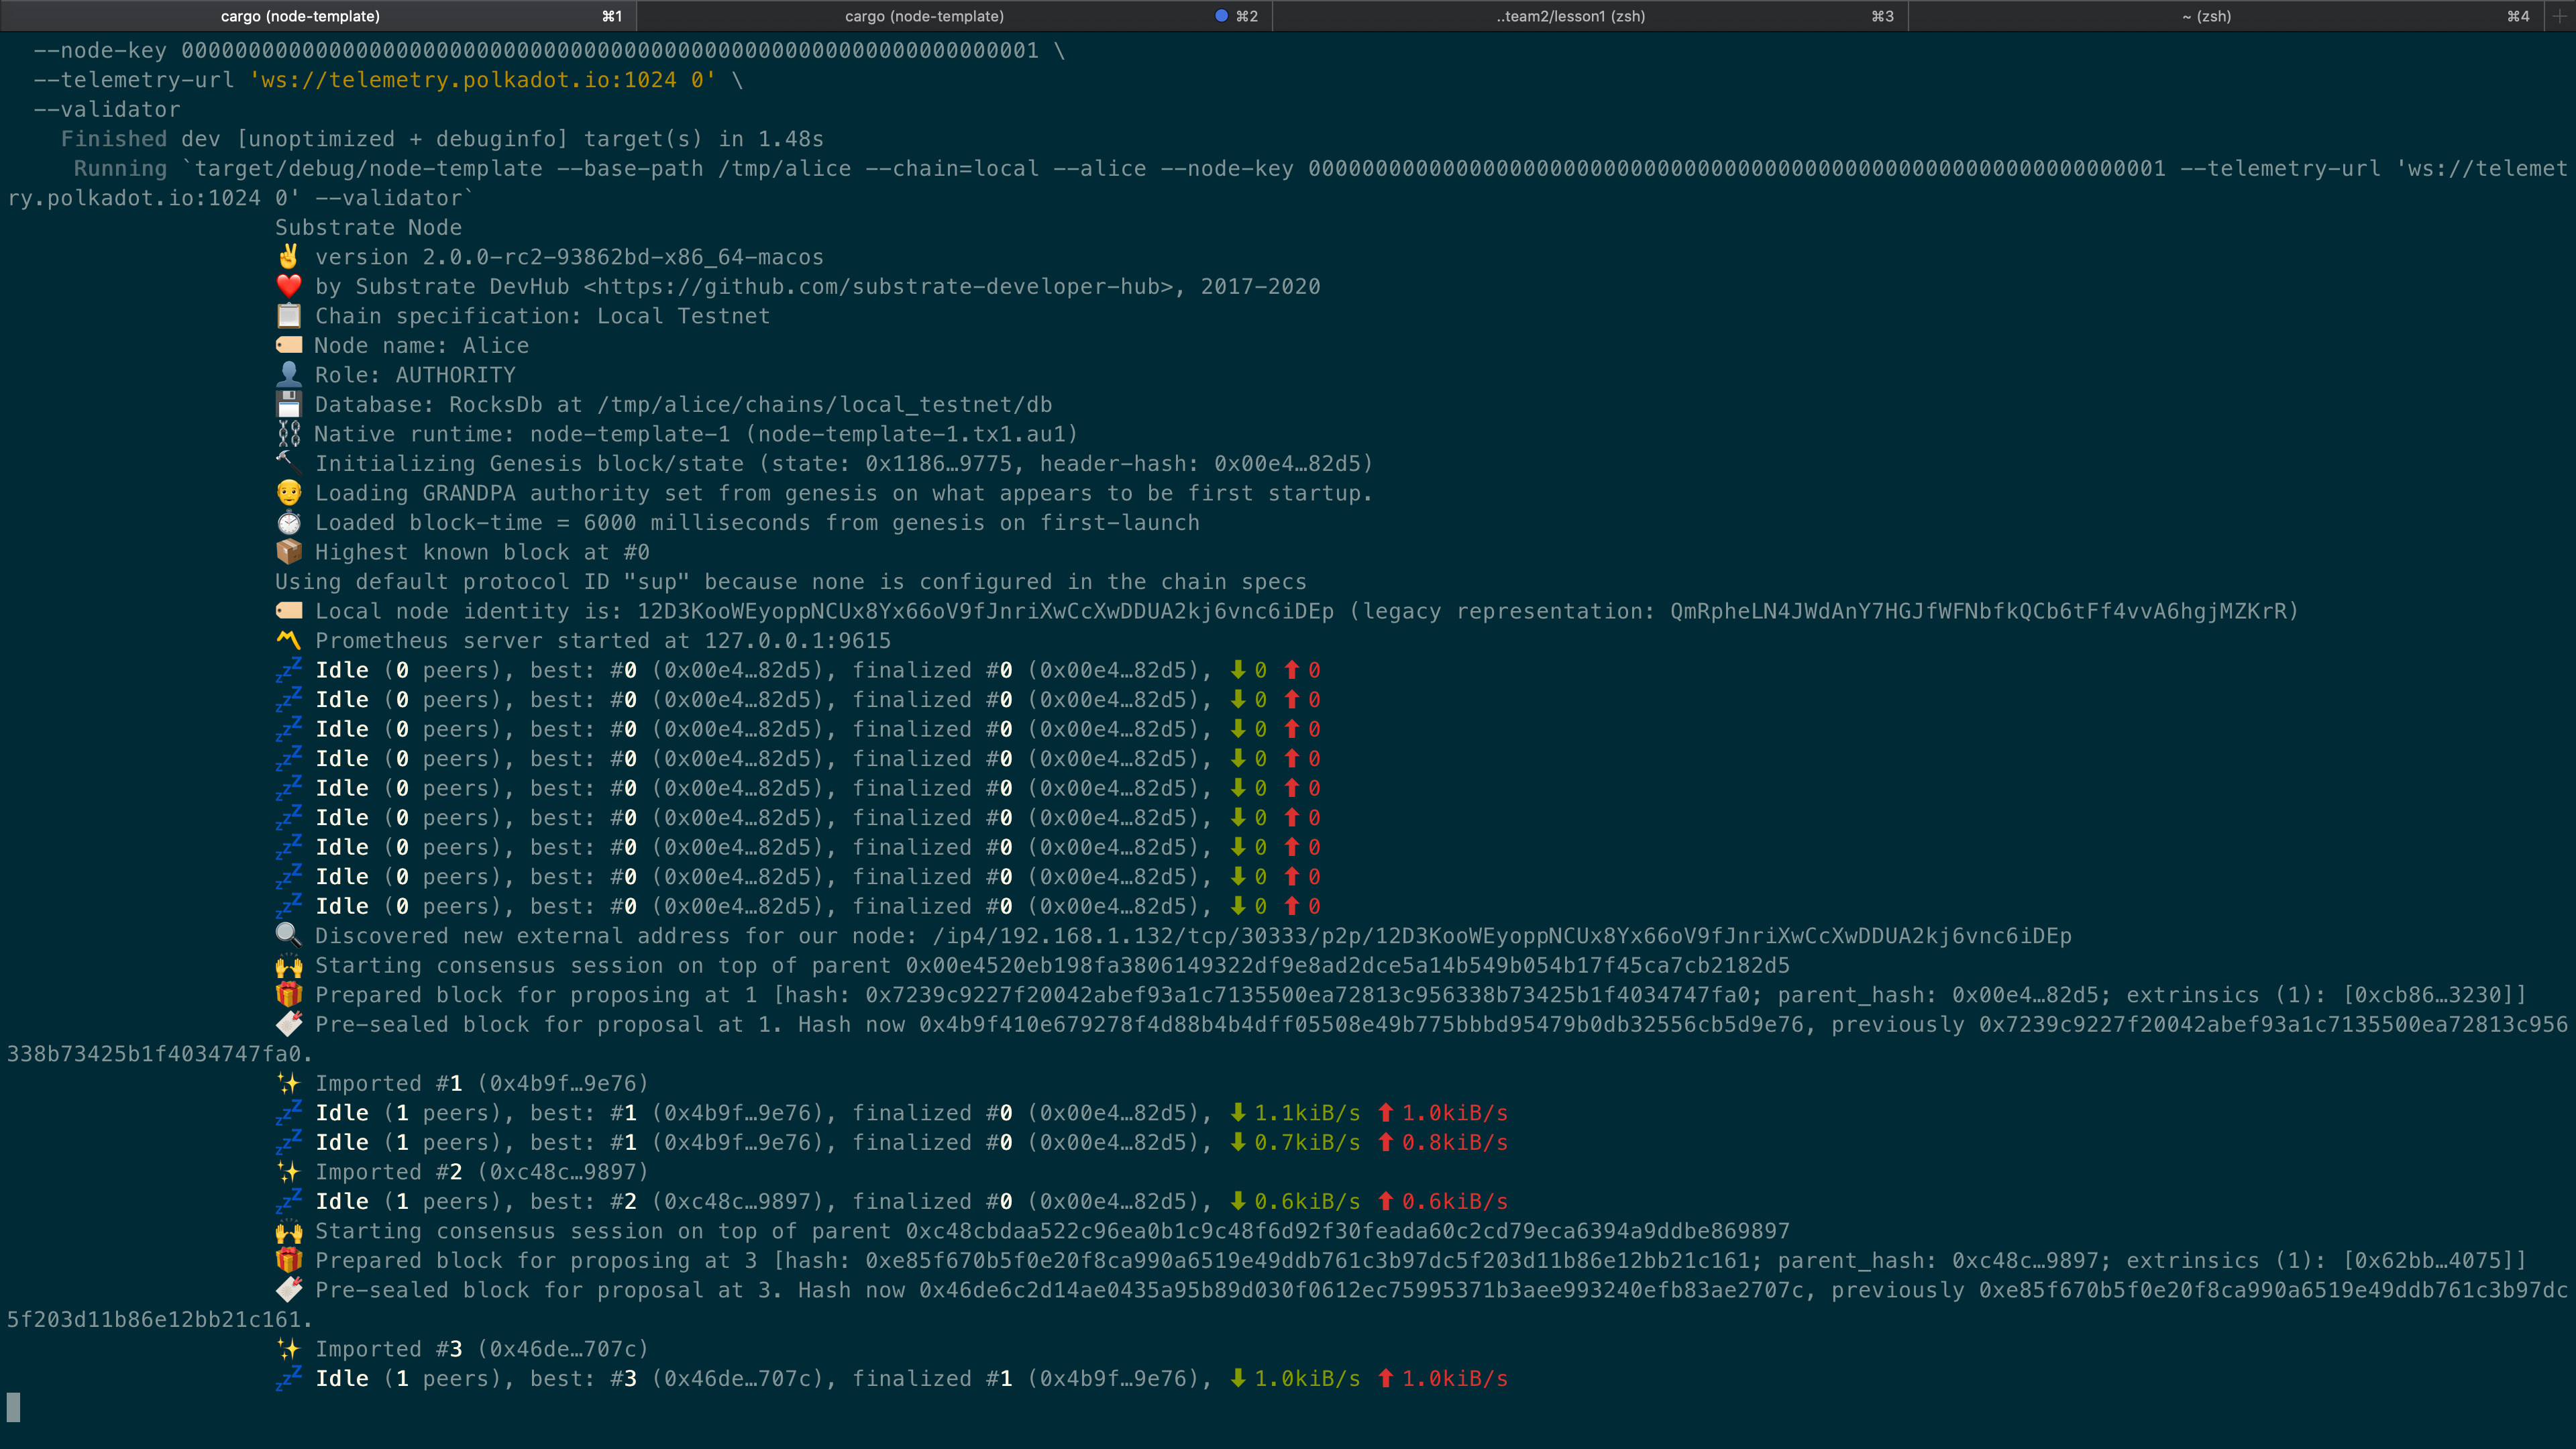 cargo (node-template) ⌘1 cargo (node-template) ⌘2 ..team2/lesson1 (zsh) ⌘3 ~ (zsh) ⌘4
--node-key 0000000000000000000000000000000000000000000000000000000000000001 \
--telemetry-url 'ws://telemetry.polkadot.io:1024 0' \
--validator
Finished dev [unoptimized + debuginfo] target(s) in 1.48s
Running `target/debug/node-template --base-path /tmp/alice --chain=local --alice --node-key 0000000000000000000000000000000000000000000000000000000000000001 --telemetry-url 'ws://telemet
ry.polkadot.io:1024 0' --validator`
Substrate Node
✌️ version 2.0.0-rc2-93862bd-x86_64-macos
❤️ by Substrate DevHub <https://github.com/substrate-developer-hub>, 2017-2020
📋 Chain specification: Local Testnet
🏷 Node name: Alice
👤 Role: AUTHORITY
💾 Database: RocksDb at /tmp/alice/chains/local_testnet/db
⛓ Native runtime: node-template-1 (node-template-1.tx1.au1)
🔨 Initializing Genesis block/state (state: 0x1186…9775, header-hash: 0x00e4…82d5)
👴 Loading GRANDPA authority set from genesis on what appears to be first startup.
⏱ Loaded block-time = 6000 milliseconds from genesis on first-launch
📦 Highest known block at #0
Using default protocol ID "sup" because none is configured in the chain specs
🏷 Local node identity is: 12D3KooWEyoppNCUx8Yx66oV9fJnriXwCcXwDDUA2kj6vnc6iDEp (legacy representation: QmRpheLN4JWdAnY7HGJfWFNbfkQCb6tFf4vvA6hgjMZKrR)
〽️ Prometheus server started at 127.0.0.1:9615
💤 Idle (0 peers), best: #0 (0x00e4…82d5), finalized #0 (0x00e4…82d5), ⬇ 0 ⬆ 0
💤 Idle (0 peers), best: #0 (0x00e4…82d5), finalized #0 (0x00e4…82d5), ⬇ 0 ⬆ 0
💤 Idle (0 peers), best: #0 (0x00e4…82d5), finalized #0 (0x00e4…82d5), ⬇ 0 ⬆ 0
💤 Idle (0 peers), best: #0 (0x00e4…82d5), finalized #0 (0x00e4…82d5), ⬇ 0 ⬆ 0
💤 Idle (0 peers), best: #0 (0x00e4…82d5), finalized #0 (0x00e4…82d5), ⬇ 0 ⬆ 0
💤 Idle (0 peers), best: #0 (0x00e4…82d5), finalized #0 (0x00e4…82d5), ⬇ 0 ⬆ 0
💤 Idle (0 peers), best: #0 (0x00e4…82d5), finalized #0 (0x00e4…82d5), ⬇ 0 ⬆ 0
💤 Idle (0 peers), best: #0 (0x00e4…82d5), finalized #0 (0x00e4…82d5), ⬇ 0 ⬆ 0
💤 Idle (0 peers), best: #0 (0x00e4…82d5), finalized #0 (0x00e4…82d5), ⬇ 0 ⬆ 0
🔍 Discovered new external address for our node: /ip4/192.168.1.132/tcp/30333/p2p/12D3KooWEyoppNCUx8Yx66oV9fJnriXwCcXwDDUA2kj6vnc6iDEp
🙌 Starting consensus session on top of parent 0x00e4520eb198fa3806149322df9e8ad2dce5a14b549b054b17f45ca7cb2182d5
🎁 Prepared block for proposing at 1 [hash: 0x7239c9227f20042abef93a1c7135500ea72813c956338b73425b1f4034747fa0; parent_hash: 0x00e4…82d5; extrinsics (1): [0xcb86…3230]]
🔖 Pre-sealed block for proposal at 1. Hash now 0x4b9f410e679278f4d88b4b4dff05508e49b775bbbd95479b0db32556cb5d9e76, previously 0x7239c9227f20042abef93a1c7135500ea72813c956
338b73425b1f4034747fa0.
✨ Imported #1 (0x4b9f…9e76)
💤 Idle (1 peers), best: #1 (0x4b9f…9e76), finalized #0 (0x00e4…82d5), ⬇ 1.1kiB/s ⬆ 1.0kiB/s
💤 Idle (1 peers), best: #1 (0x4b9f…9e76), finalized #0 (0x00e4…82d5), ⬇ 0.7kiB/s ⬆ 0.8kiB/s
✨ Imported #2 (0xc48c…9897)
💤 Idle (1 peers), best: #2 (0xc48c…9897), finalized #0 (0x00e4…82d5), ⬇ 0.6kiB/s ⬆ 0.6kiB/s
🙌 Starting consensus session on top of parent 0xc48cbdaa522c96ea0b1c9c48f6d92f30feada60c2cd79eca6394a9ddbe869897
🎁 Prepared block for proposing at 3 [hash: 0xe85f670b5f0e20f8ca990a6519e49ddb761c3b97dc5f203d11b86e12bb21c161; parent_hash: 0xc48c…9897; extrinsics (1): [0x62bb…4075]]
🔖 Pre-sealed block for proposal at 3. Hash now 0x46de6c2d14ae0435a95b89d030f0612ec75995371b3aee993240efb83ae2707c, previously 0xe85f670b5f0e20f8ca990a6519e49ddb761c3b97dc
5f203d11b86e12bb21c161.
✨ Imported #3 (0x46de…707c)
💤 Idle (1 peers), best: #3 (0x46de…707c), finalized #1 (0x4b9f…9e76), ⬇ 1.0kiB/s ⬆ 1.0kiB/s